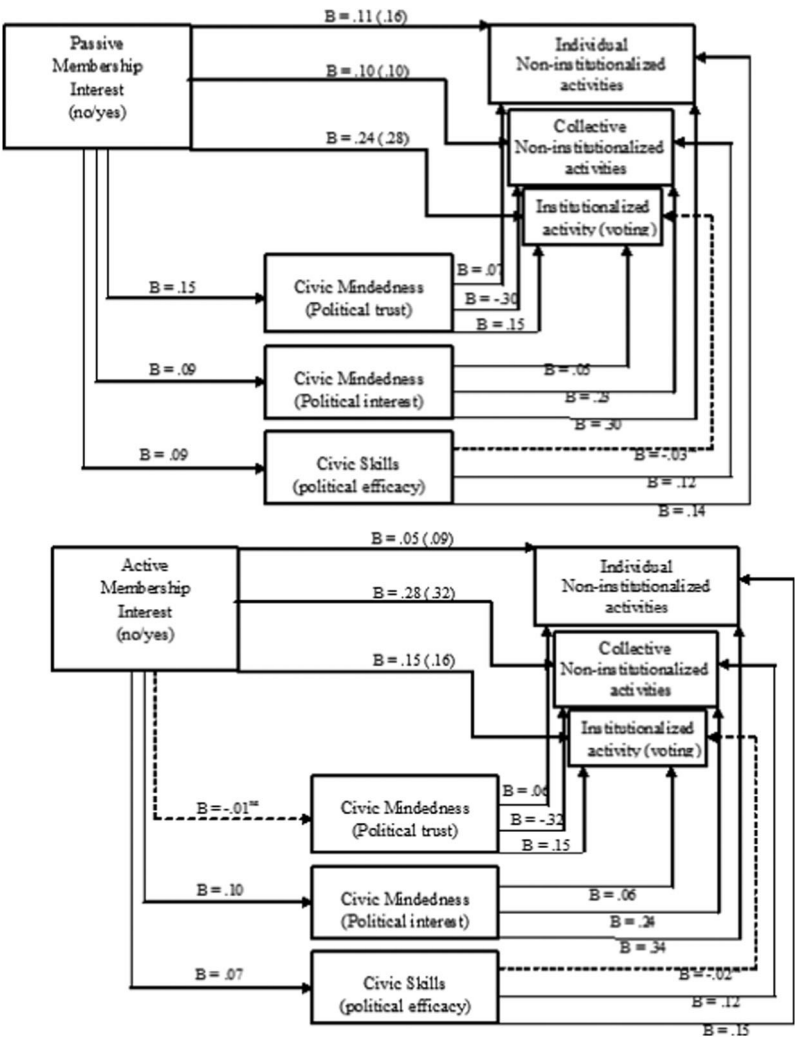 B = .11 (.16)
Passive
Membership
Interest
(no/yes)
Individual
Non-institutionalized
activities
B = .10 (.10)
B = .24 (.28)
Collective
Non-institutionalized
activities
Institutionalized
activity (voting)
B = .15
Civic Mindedness
(Political trust)
B = .07
B = -.30
B = .15
B = .09
Civic Mindedness
(Political interest)
B = .05
B = .23
B = .30
B = .09
Civic Skills
(political efficacy)
B = -.03
B = .12
B = .14
B = .05 (.09)
Active
Membership
Interest
(no/yes)
Individual
Non-institutionalized
activities
B = .28 (.32)
B = .15 (.16)
Collective
Non-institutionalized
activities
Institutionalized
activity (voting)
B = -.01ns
Civic Mindedness
(Political trust)
B = .06
B = -.32
B = .15
B = .10
Civic Mindedness
(Political interest)
B = .06
B = .24
B = .34
B = .07
Civic Skills
(political efficacy)
B = -.02
B = .12
B = .15